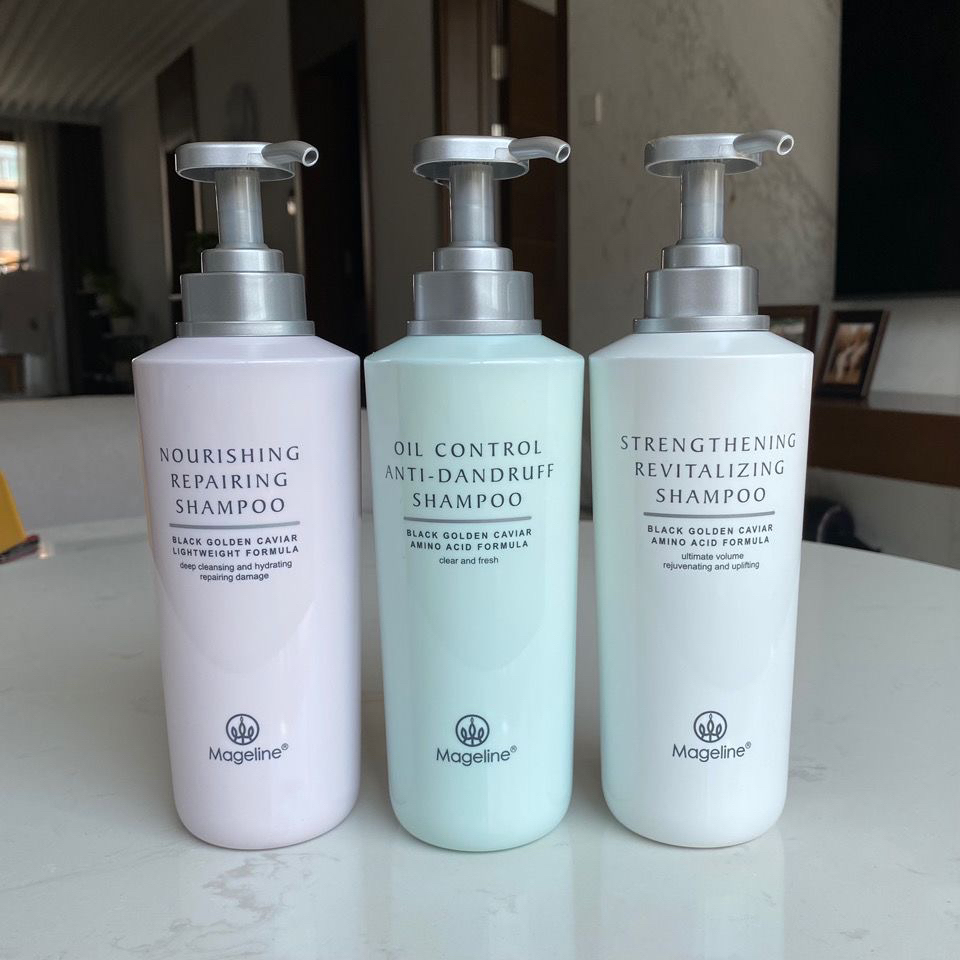 NOURISHING
REPAIRING
SHAMPOO
BLACK GOLDEN CAVIAR
LIGHTWEIGHT FORMULA
deep cleansing and hydrating
repairing damage
Mageline®
OIL CONTROL
ANTI-DANDRUFF
SHAMPOO
BLACK GOLDEN CAVIAR
AMINO ACID FORMULA
clear and fresh
Mageline®
STRENGTHENING
REVITALIZING
SHAMPOO
BLACK GOLDEN CAVIAR
AMINO ACID FORMULA
ultimate volume
rejuvenating and uplifting
Mageline®